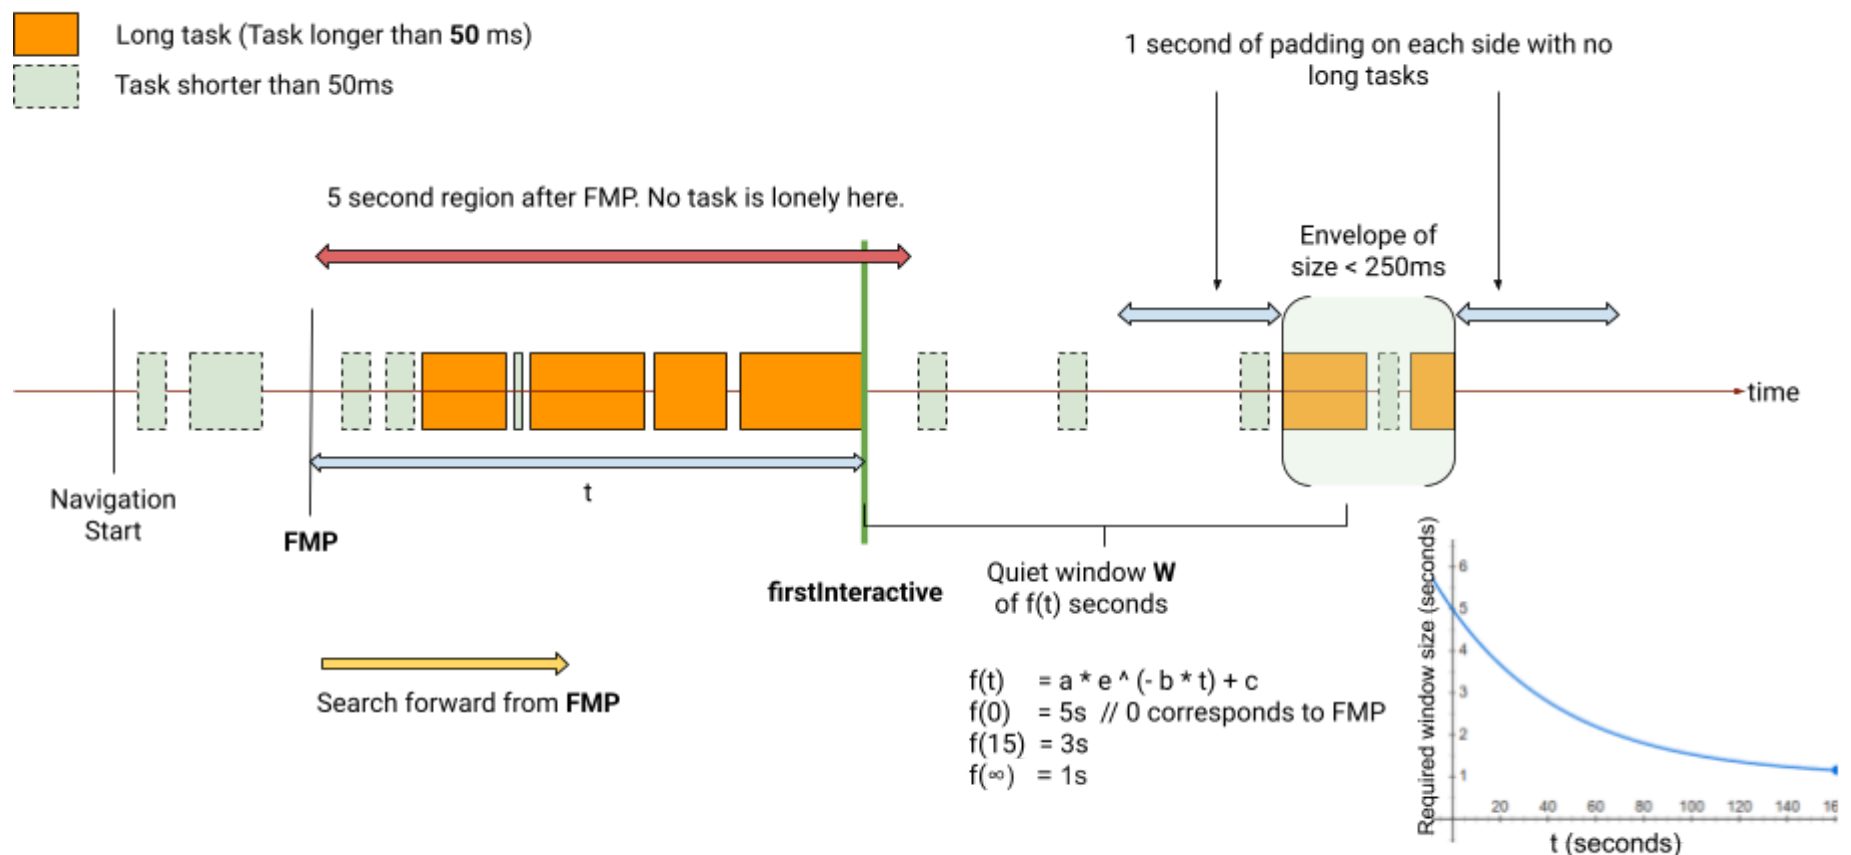 Long task (Task longer than 50 ms)
Task shorter than 50ms
1 second of padding on each side with no
long tasks
5 second region after FMP. No task is lonely here.
Envelope of
size < 250ms
time
Navigation
Start
FMP
t
firstInteractive
Quiet window W
of f(t) seconds
Search forward from FMP
f(t) = a * e ^ (- b * t) + c
f(0) = 5s // 0 corresponds to FMP
f(15) = 3s
f(∞) = 1s
Required window size (seconds)
6
5
4
3
2
1
20 40 60 80 100 120 140 16
t (seconds)